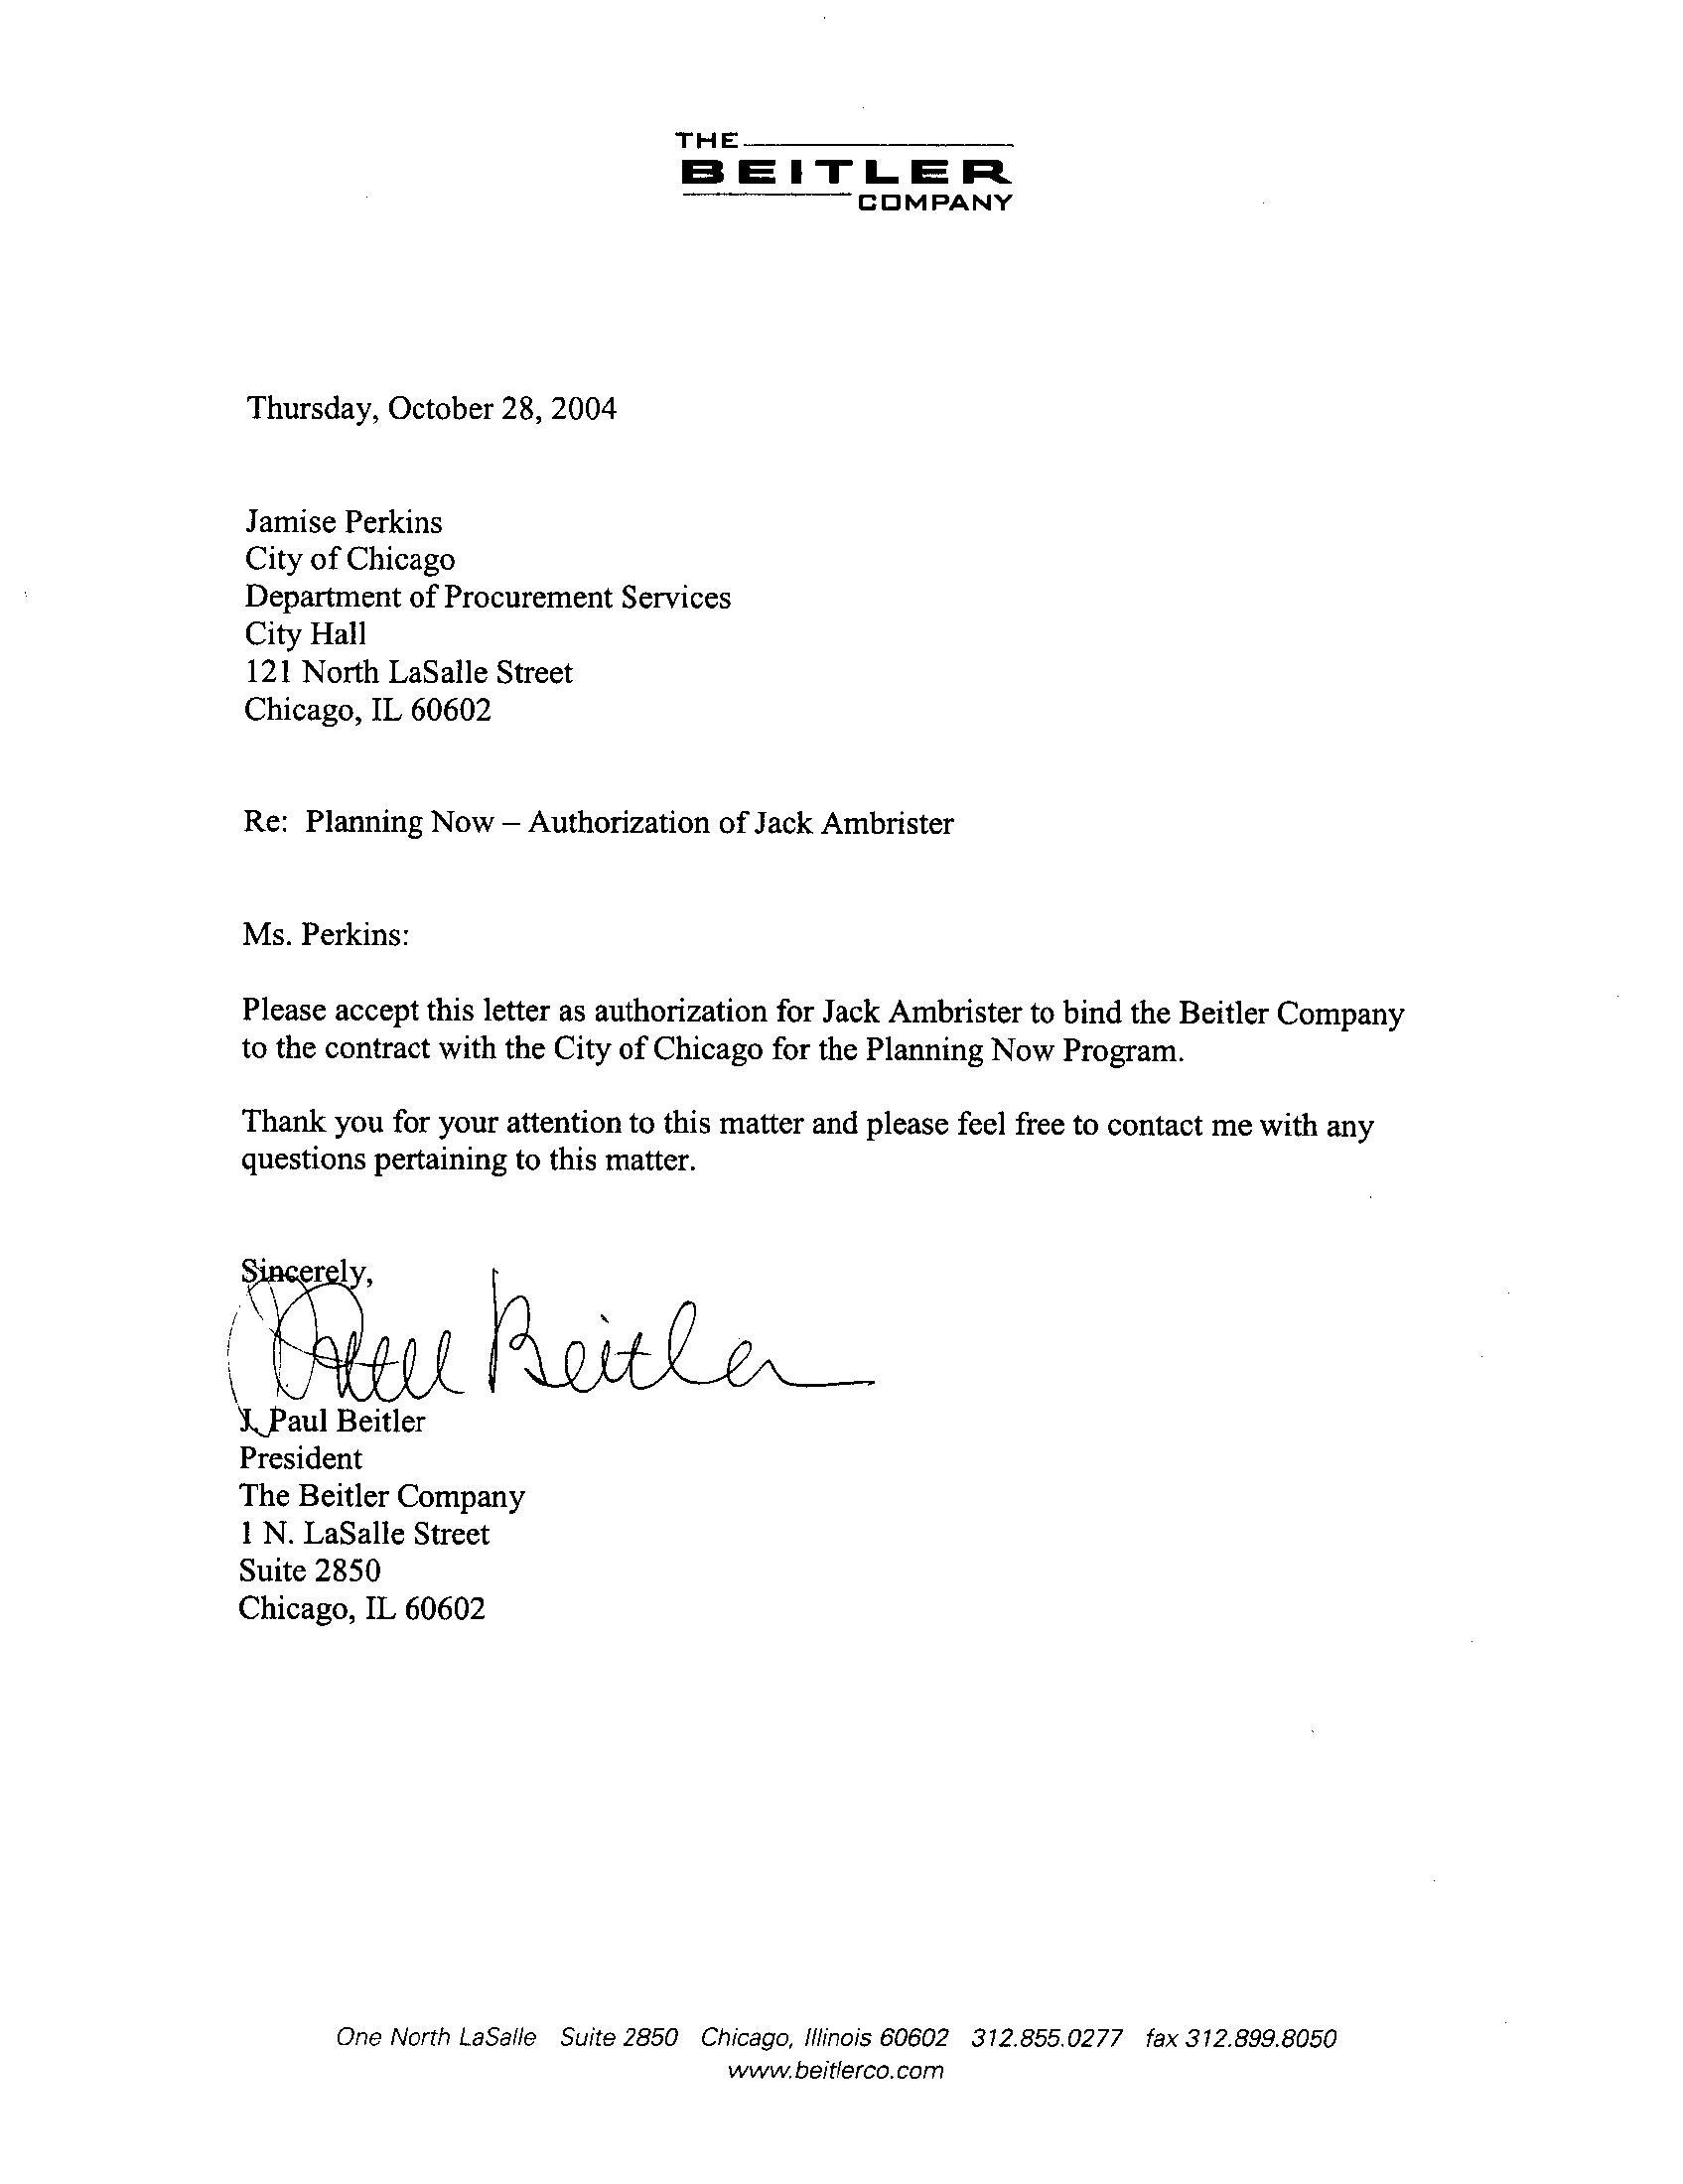 THE
BEITLER
COMPANY
Thursday, October 28, 2004
Jamise Perkins
City of Chicago
Department of Procurement Services
City Hall
121 North LaSalle Street
Chicago, IL 60602
Re: Planning Now – Authorization of Jack Ambrister
Ms. Perkins:
Please accept this letter as authorization for Jack Ambrister to bind the Beitler Company
to the contract with the City of Chicago for the Planning Now Program.
Thank you for your attention to this matter and please feel free to contact me with any
questions pertaining to this matter.
Sincerely,
J Paul Beitler
J. Paul Beitler
President
The Beitler Company
1 N. LaSalle Street
Suite 2850
Chicago, IL 60602
One North LaSalle Suite 2850 Chicago, Illinois 60602 312.855.0277 fax 312.899.8050
www.beitlerco.com